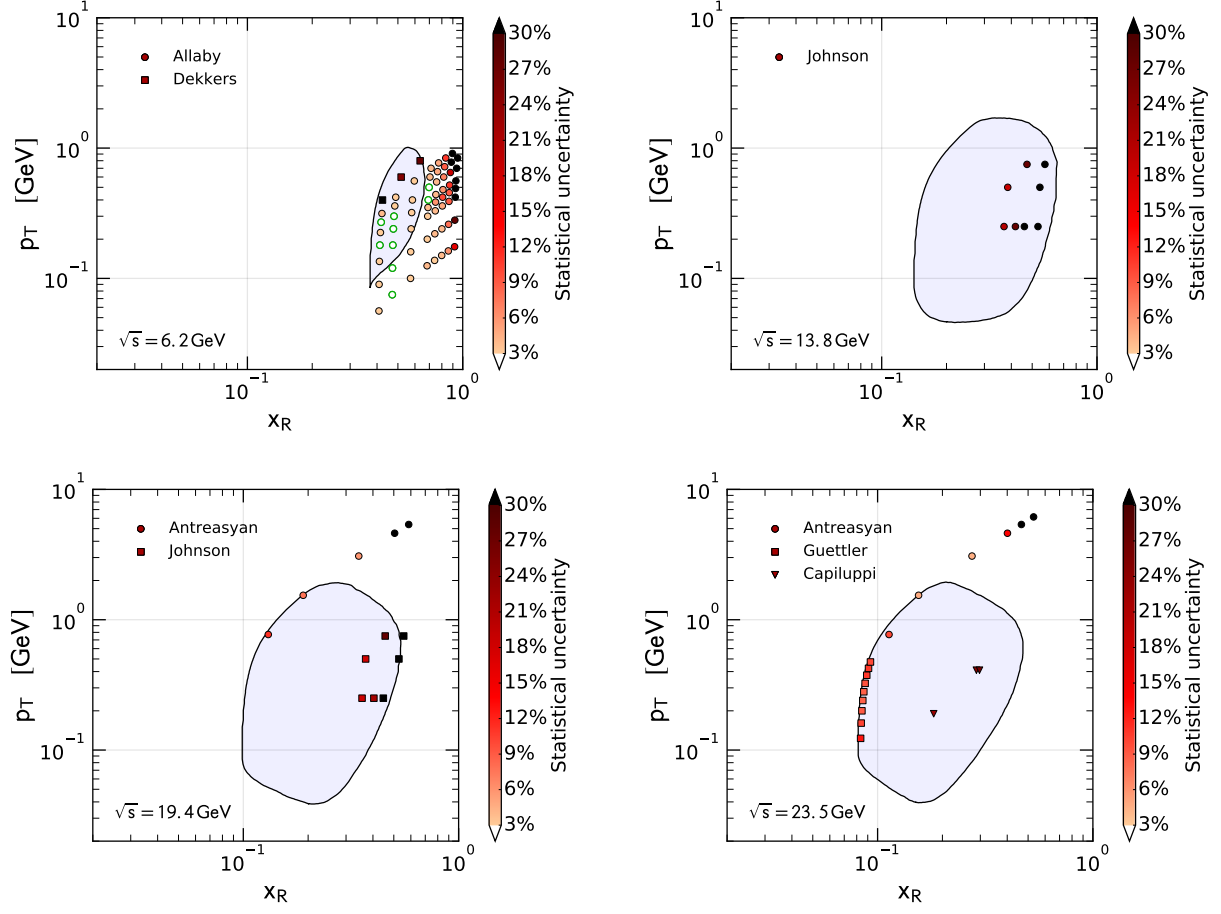 10^1
10^0
10^-1
p_T [GeV]
Allaby
Dekkers
√s = 6.2 GeV
10^-1
10^0
x_R
30%
27%
24%
21%
18%
15%
12%
9%
6%
3%
Statistical uncertainty
10^1
10^0
10^-1
p_T [GeV]
Johnson
√s = 13.8 GeV
10^-1
10^0
x_R
30%
27%
24%
21%
18%
15%
12%
9%
6%
3%
Statistical uncertainty
10^1
10^0
10^-1
p_T [GeV]
Antreasyan
Johnson
√s = 19.4 GeV
10^-1
10^0
x_R
30%
27%
24%
21%
18%
15%
12%
9%
6%
3%
Statistical uncertainty
10^1
10^0
10^-1
p_T [GeV]
Antreasyan
Guettler
Capiluppi
√s = 23.5 GeV
10^-1
10^0
x_R
30%
27%
24%
21%
18%
15%
12%
9%
6%
3%
Statistical uncertainty